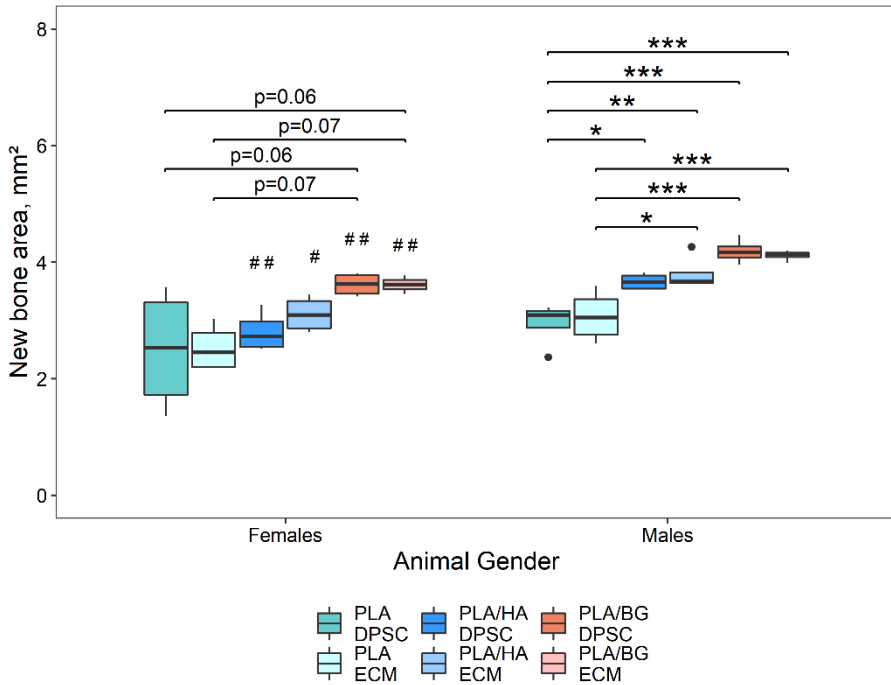 New bone area, mm²
8
6
4
2
0
p=0.06
p=0.07
p=0.06
p=0.07
# #
#
# #
# #
***
***
**
*
***
***
*
Females
Males
Animal Gender
PLA
DPSC
PLA/HA
DPSC
PLA/BG
DPSC
PLA
ECM
PLA/HA
ECM
PLA/BG
ECM